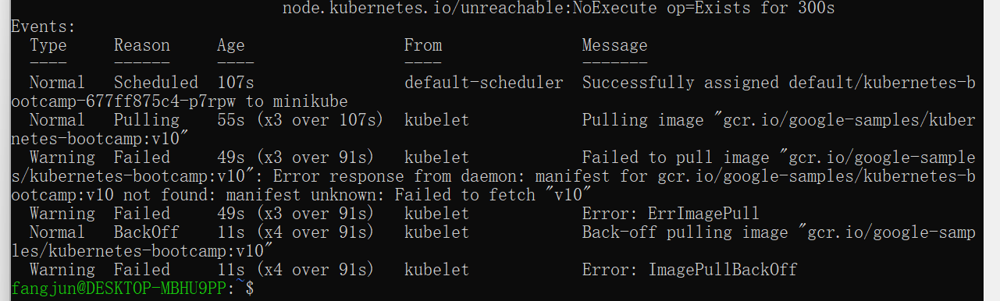 node.kubernetes.io/unreachable:NoExecute op=Exists for 300s
Events:
  Type     Reason     Age                From               Message
  ----     ------     ----               ----               -------
  Normal   Scheduled  107s               default-scheduler  Successfully assigned default/kubernetes-b
ootcamp-677ff875c4-p7rpw to minikube
  Normal   Pulling    55s (x3 over 107s)  kubelet            Pulling image "gcr.io/google-samples/kuber
netes-bootcamp:v10"
  Warning  Failed     49s (x3 over 91s)   kubelet            Failed to pull image "gcr.io/google-sample
s/kubernetes-bootcamp:v10": Error response from daemon: manifest for gcr.io/google-samples/kubernetes-b
ootcamp:v10 not found: manifest unknown: Failed to fetch "v10"
  Warning  Failed     49s (x3 over 91s)   kubelet            Error: ErrImagePull
  Normal   BackOff    11s (x4 over 91s)   kubelet            Back-off pulling image "gcr.io/google-samp
les/kubernetes-bootcamp:v10"
  Warning  Failed     11s (x4 over 91s)   kubelet            Error: ImagePullBackOff
fangjun@DESKTOP-MBHU9PP:~$